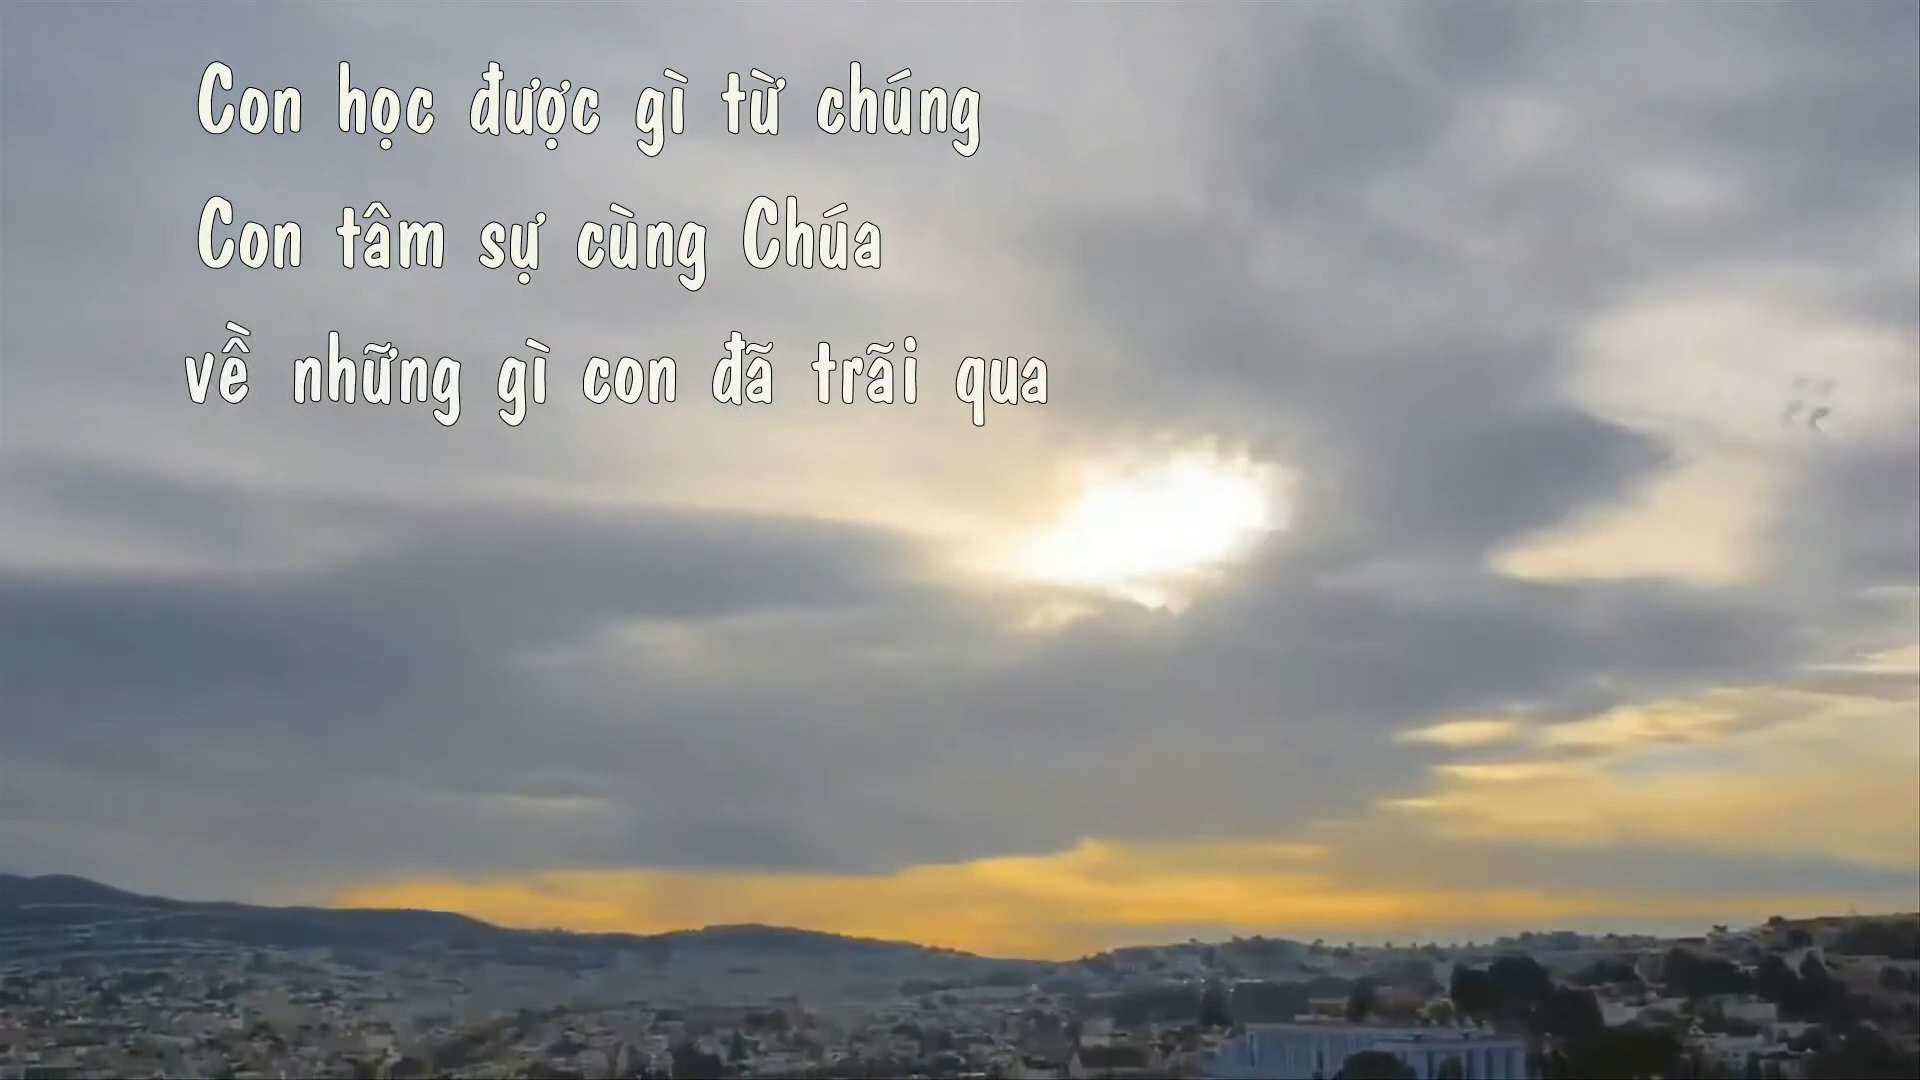 Con học được gì từ chúng
Con tâm sự cùng Chúa
về những gì con đã trãi qua